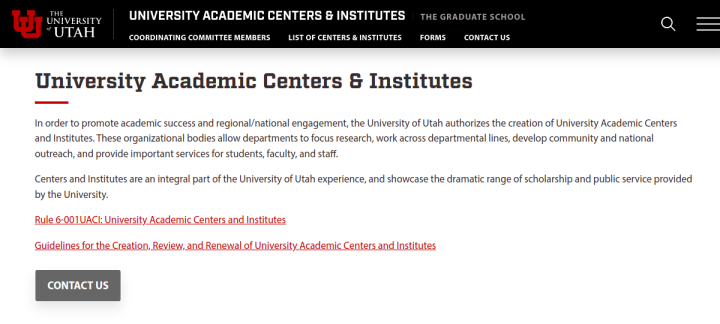 THE
UNIVERSITY
OF UTAH
UNIVERSITY ACADEMIC CENTERS & INSTITUTES
THE GRADUATE SCHOOL
COORDINATING COMMITTEE MEMBERS
LIST OF CENTERS & INSTITUTES
FORMS
CONTACT US
University Academic Centers & Institutes
In order to promote academic success and regional/national engagement, the University of Utah authorizes the creation of University Academic Centers
and Institutes. These organizational bodies allow departments to focus research, work across departmental lines, develop community and national
outreach, and provide important services for students, faculty, and staff.
Centers and Institutes are an integral part of the University of Utah experience, and showcase the dramatic range of scholarship and public service provided
by the University.
Rule 6-001UACI: University Academic Centers and Institutes
Guidelines for the Creation, Review, and Renewal of University Academic Centers and Institutes
CONTACT US